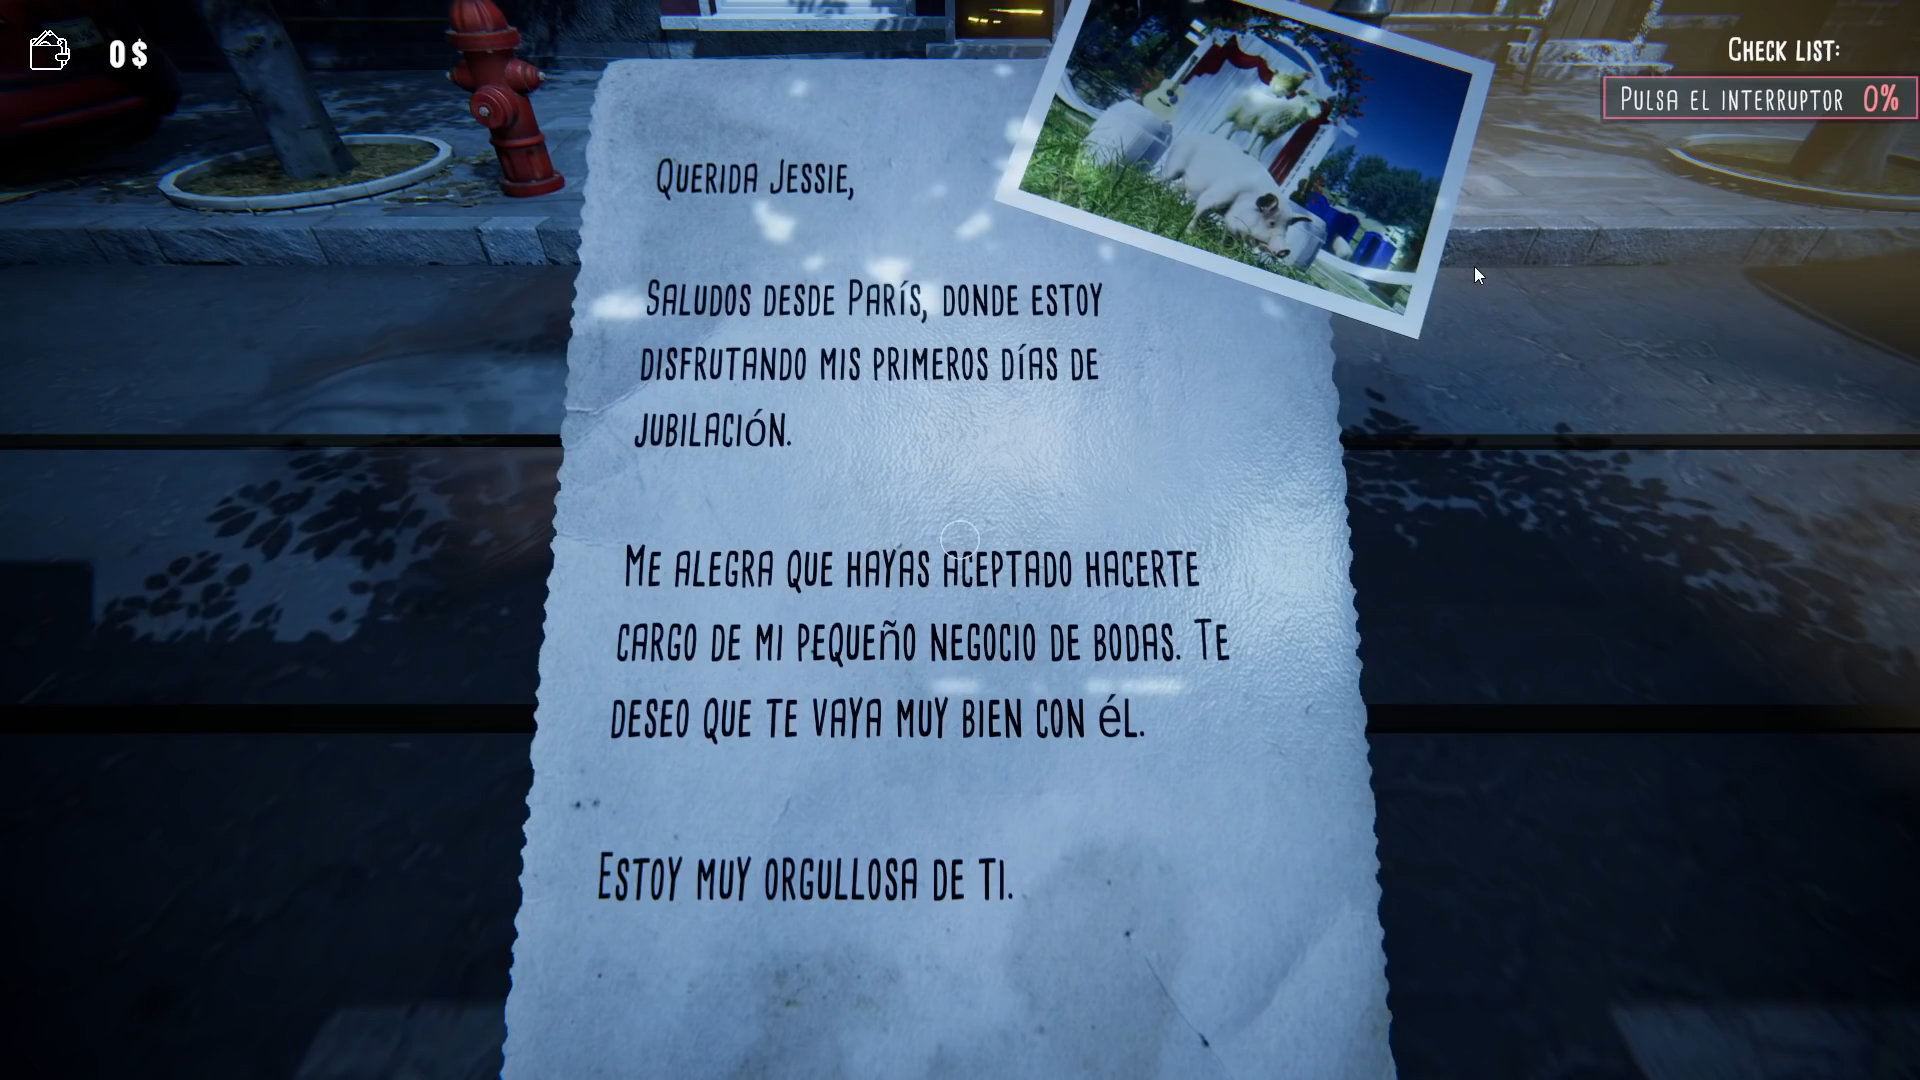 0 $
Check list:
Pulsa el interruptor 0%
Querida Jessie,
Saludos desde París, donde estoy
disfrutando mis primeros días de
jubilación.
Me alegra que hayas aceptado hacerte
cargo de mi pequeño negocio de bodas. Te
deseo que te vaya muy bien con él.
Estoy muy orgullosa de ti.